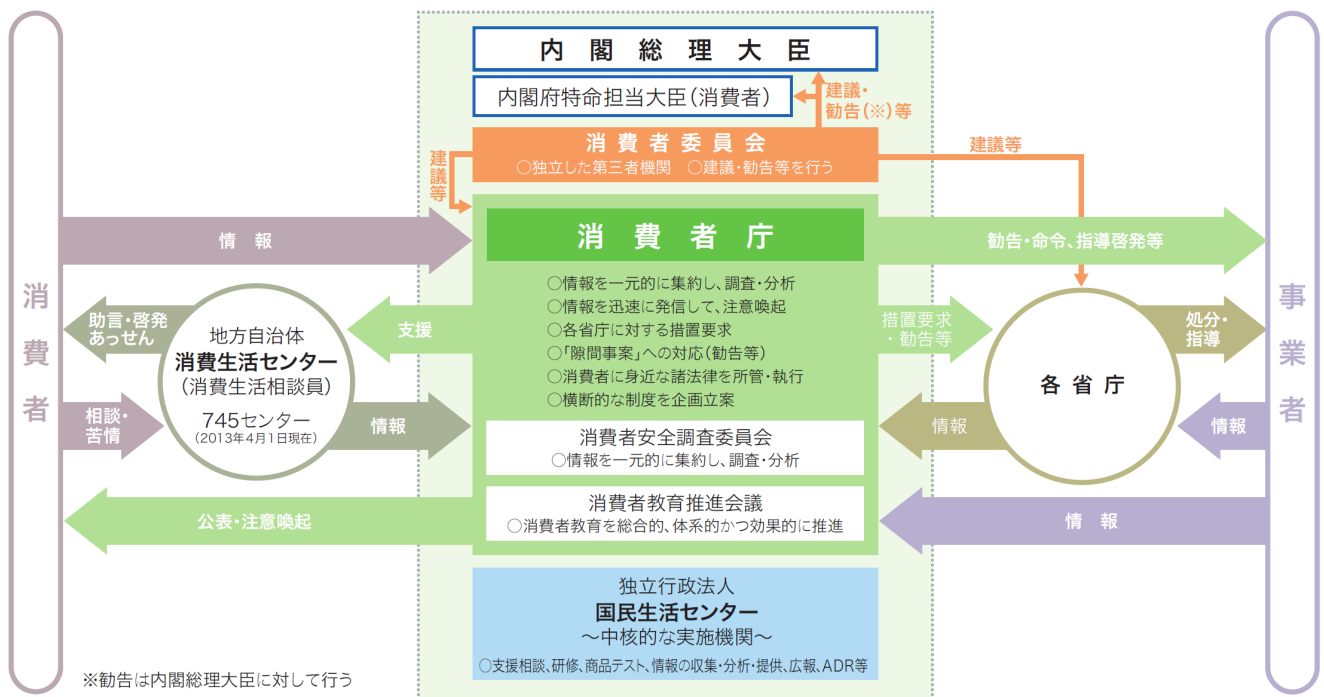 内閣総理大臣
内閣府特命担当大臣(消費者)
建議・
勧告(※)等
消費者委員会
○独立した第三者機関　○建議・勧告等を行う
建議等
建議等
消費者
情報
消費者庁
勧告・命令、指導啓発等
事業者
○情報を一元的に集約し、調査・分析
○情報を迅速に発信して、注意喚起
○各省庁に対する措置要求
○「隙間事案」への対応(勧告等)
○消費者に身近な諸法律を所管・執行
○横断的な制度を企画立案
助言・啓発
あっせん
地方自治体
消費生活センター
(消費生活相談員)
745センター
(2013年4月1日現在)
支援
措置要求
・勧告等
各省庁
処分・
指導
相談・
苦情
情報
情報
情報
消費者安全調査委員会
○情報を一元的に集約し、調査・分析
消費者教育推進会議
○消費者教育を総合的、体系的かつ効果的に推進
公表・注意喚起
情報
独立行政法人
国民生活センター
～中核的な実施機関～
○支援相談、研修、商品テスト、情報の収集・分析・提供、広報、ADR等
※勧告は内閣総理大臣に対して行う